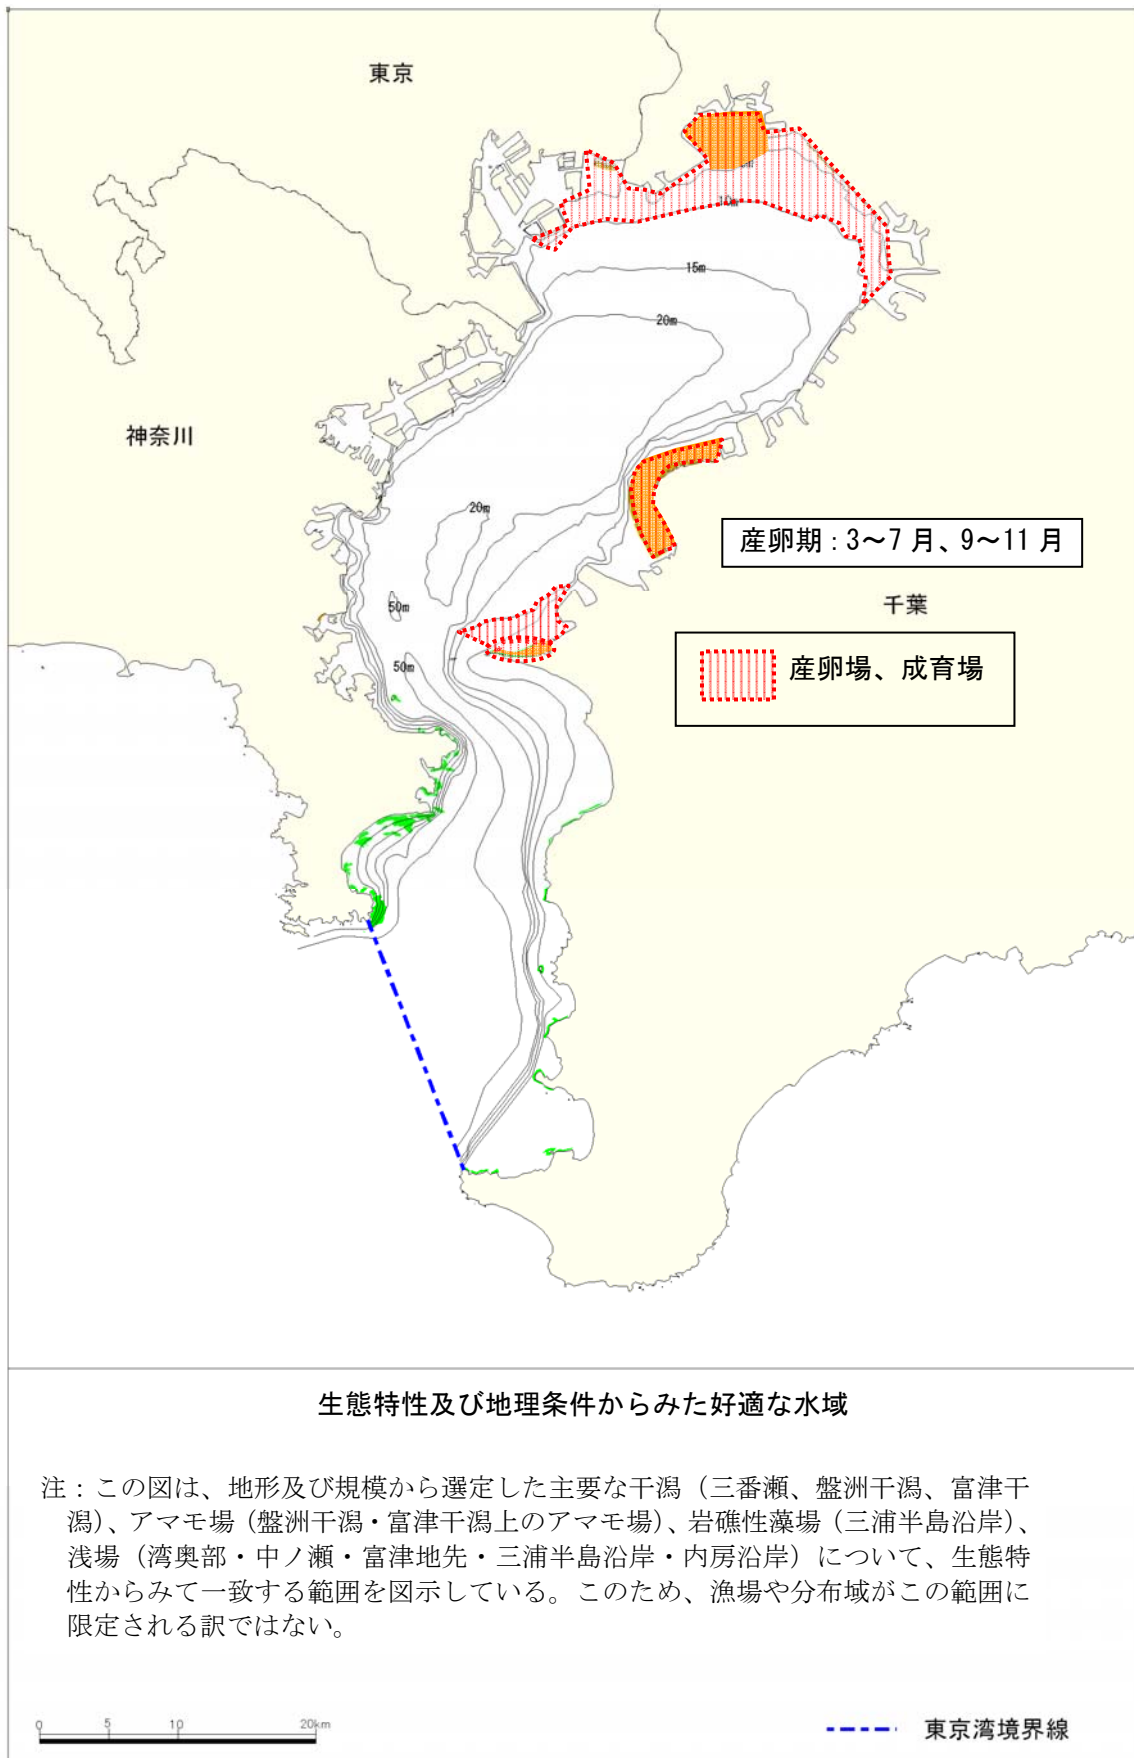 東京
10m
15m
20m
神奈川
20m
産卵期：3～7 月、9～11 月
千葉
50m
産卵場、成育場
50m
生態特性及び地理条件からみた好適な水域
注：この図は、地形及び規模から選定した主要な干潟（三番瀬、盤洲干潟、富津干
潟）、アマモ場（盤洲干潟・富津干潟上のアマモ場）、岩礁性藻場（三浦半島沿岸）、
浅場（湾奥部・中ノ瀬・富津地先・三浦半島沿岸・内房沿岸）について、生態特
性からみて一致する範囲を図示している。このため、漁場や分布域がこの範囲に
限定される訳ではない。
0 5 10 20km
東京湾境界線